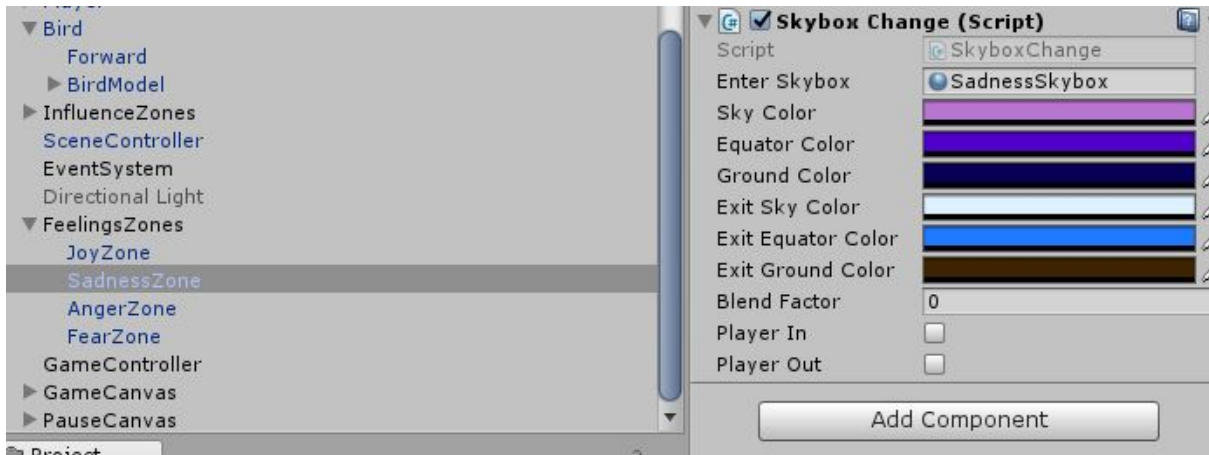 Player
Bird
Forward
BirdModel
InfluenceZones
SceneController
EventSystem
Directional Light
FeelingsZones
JoyZone
SadnessZone
AngerZone
FearZone
GameController
GameCanvas
PauseCanvas
Project
Skybox Change (Script)
Script SkyboxChange
Enter Skybox SadnessSkybox
Sky Color
Equator Color
Ground Color
Exit Sky Color
Exit Equator Color
Exit Ground Color
Blend Factor 0
Player In
Player Out
Add Component